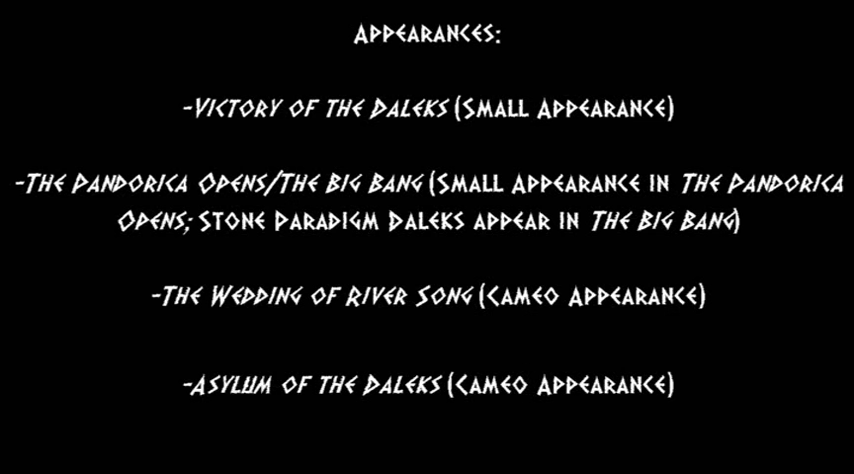 Appearances:
-Victory of the Daleks (Small Appearance)
-The Pandorica Opens/The Big Bang (Small Appearance in The Pandorica
Opens; Stone Paradigm Daleks appear in The Big Bang)
-The Wedding of River Song (Cameo Appearance)
-Asylum of the Daleks (Cameo Appearance)